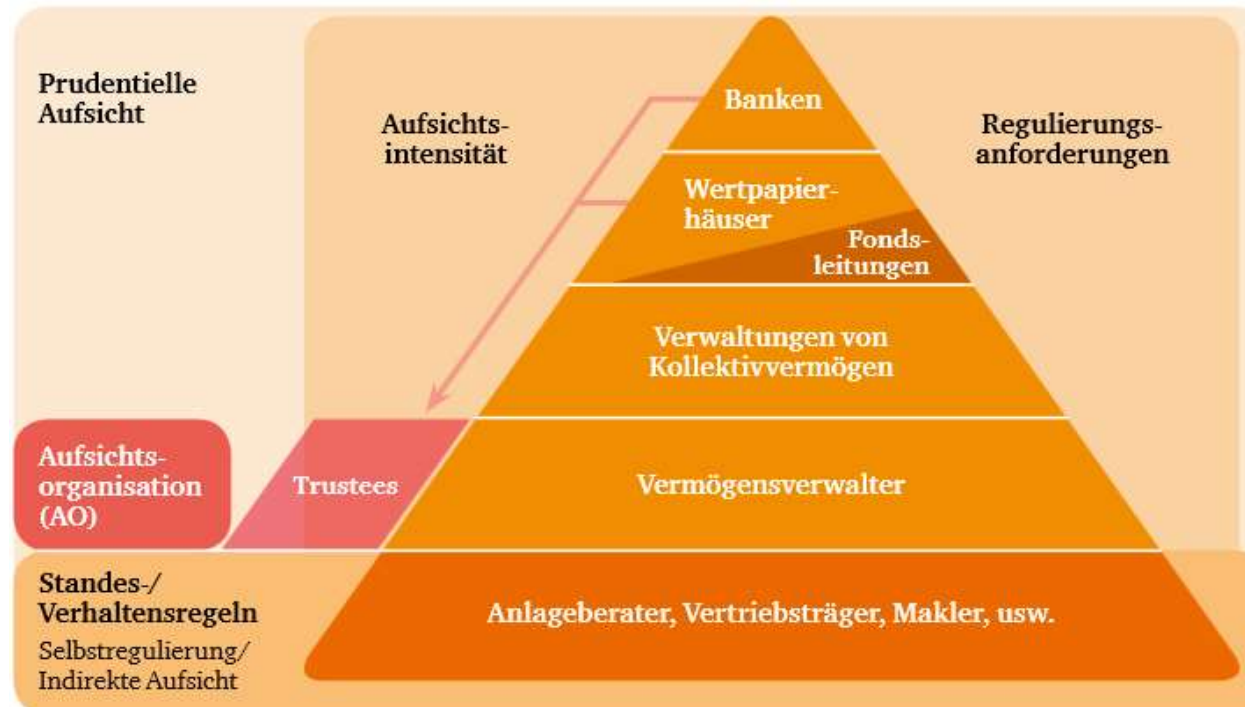 Prudentielle
Aufsicht
Aufsichts-
intensität
Banken
Regulierungs-
anforderungen
Wertpapier-
häuser
Fonds-
leitungen
Verwaltungen von
Kollektivvermögen
Aufsichts-
organisation
(AO)
Trustees
Vermögensverwalter
Standes-/
Verhaltensregeln
Selbstregulierung/
Indirekte Aufsicht
Anlageberater, Vertriebsträger, Makler, usw.